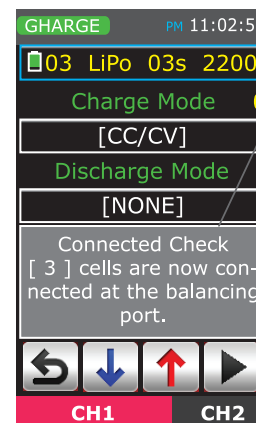 GHARGE PM 11:02:5
03 LiPo 03s 2200
Charge Mode
[CC/CV]
Discharge Mode
[NONE]
Connected Check
[ 3 ] cells are now con-
nected at the balancing
port.
CH1 CH2